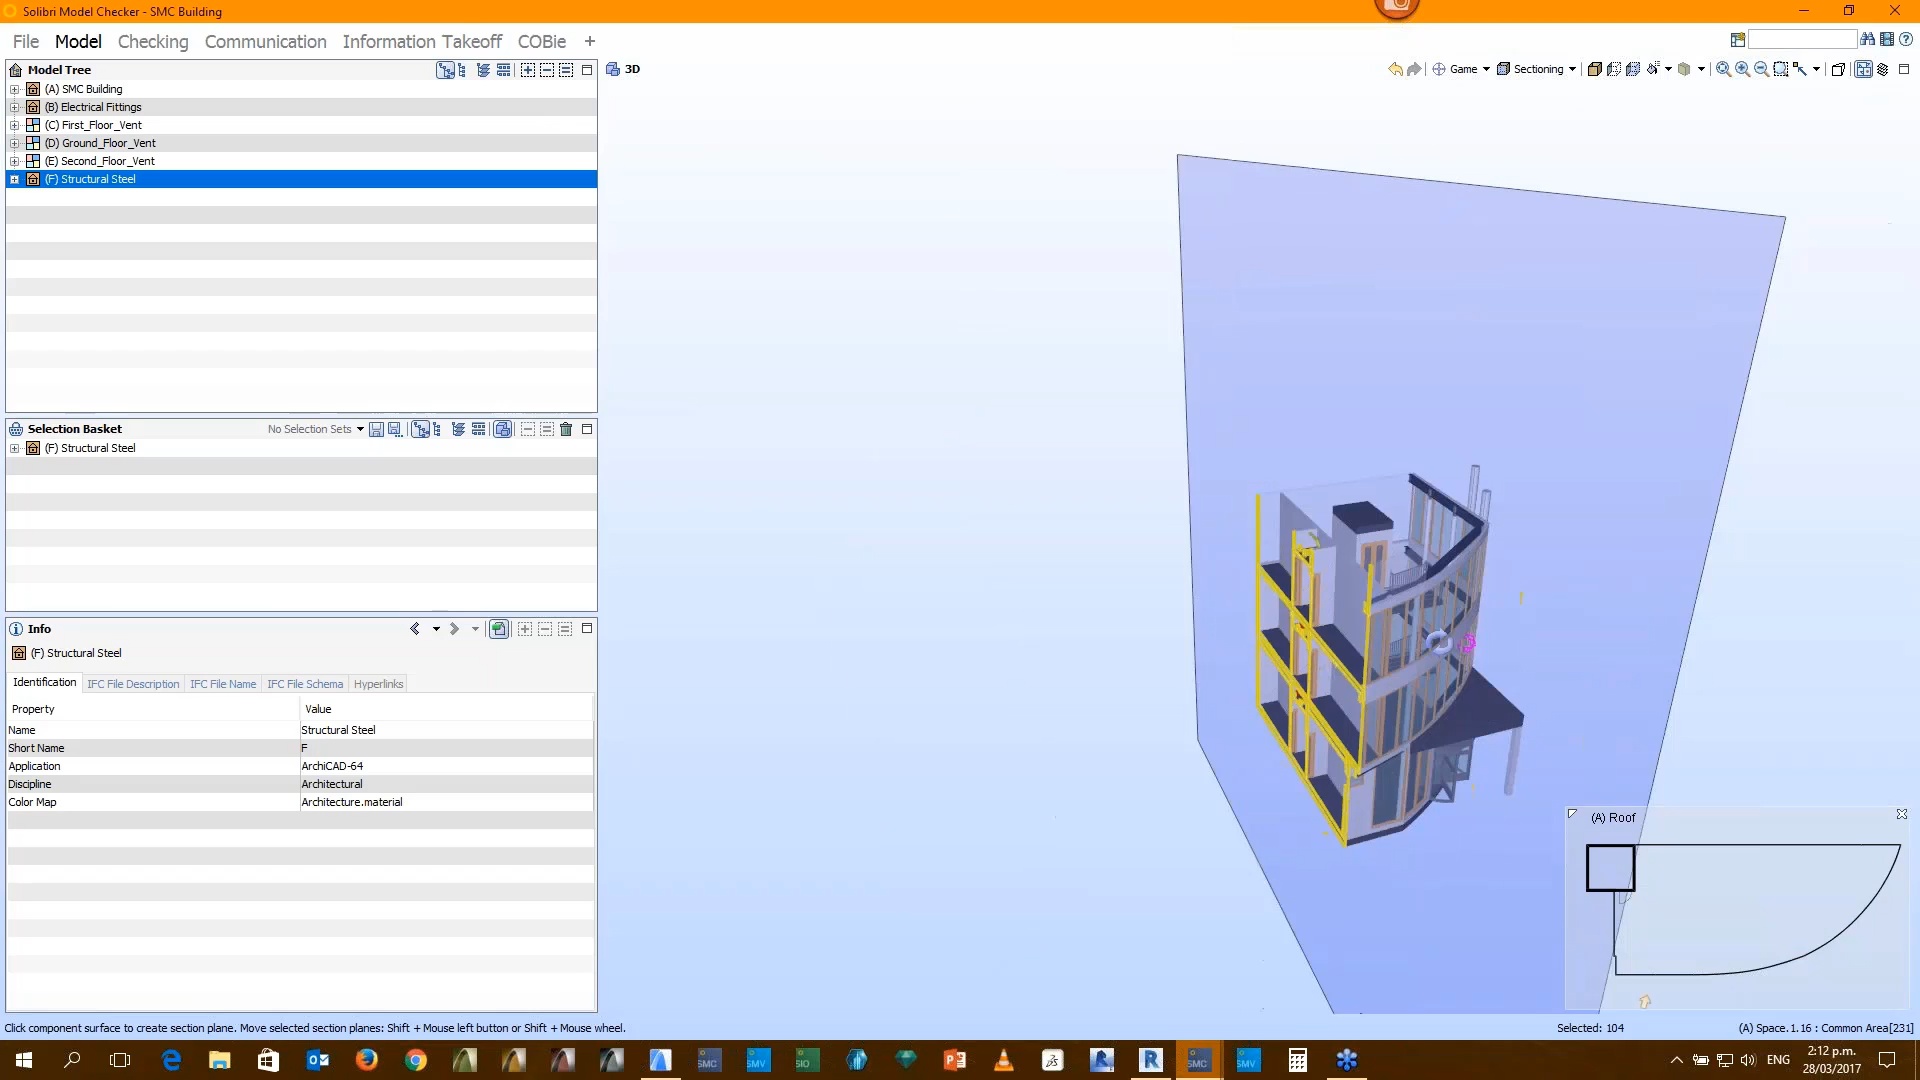 Solibri Model Checker - SMC Building
File Model Checking Communication Information Takeoff COBie +
Model Tree
3D
Game
Sectioning
(A) SMC Building
(B) Electrical Fittings
(C) First_Floor_Vent
(D) Ground_Floor_Vent
(E) Second_Floor_Vent
(F) Structural Steel
Selection Basket
No Selection Sets
(F) Structural Steel
Info
(F) Structural Steel
Identification IFC File Description IFC File Name IFC File Schema Hyperlinks
Property Value
Name Structural Steel
Short Name F
Application ArchiCAD-64
Discipline Architectural
Color Map Architecture.material
(A) Roof
Click component surface to create section plane. Move selected section planes: Shift + Mouse left button or Shift + Mouse wheel.
Selected: 104
(A) Space.1.16 : Common Area[231]
SMC SMV SIO SMC SMV
ENG
2:12 p.m.
28/03/2017